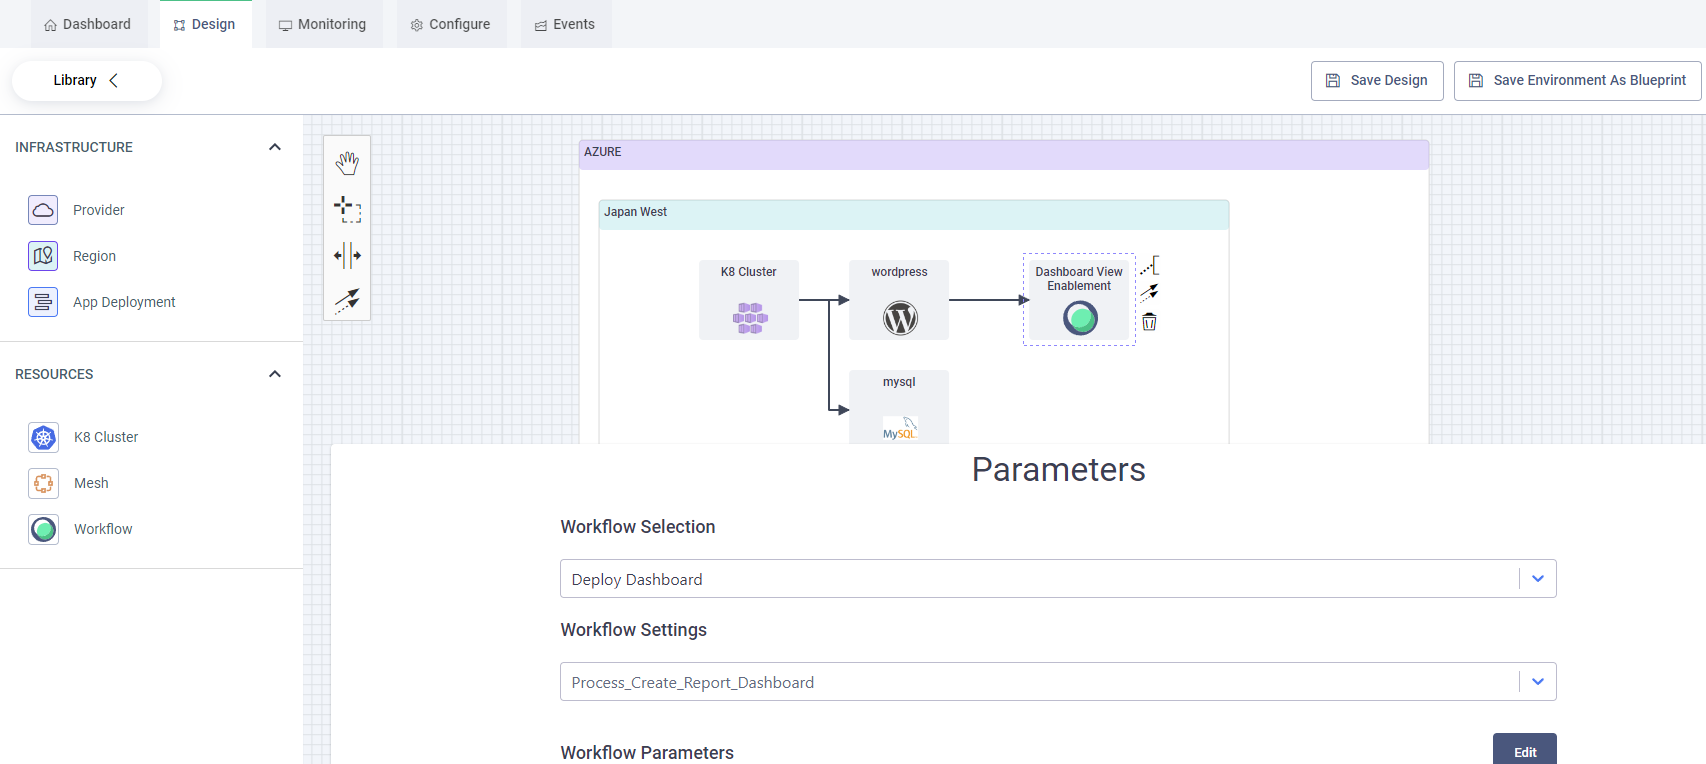 Dashboard
Design
Monitoring
Configure
Events
Library
Save Design
Save Environment As Blueprint
INFRASTRUCTURE
Provider
Region
App Deployment
RESOURCES
K8 Cluster
Mesh
Workflow
AZURE
Japan West
K8 Cluster
wordpress
Dashboard View
Enablement
mysql
MySQL
Parameters
Workflow Selection
Deploy Dashboard
Workflow Settings
Process_Create_Report_Dashboard
Workflow Parameters
Edit